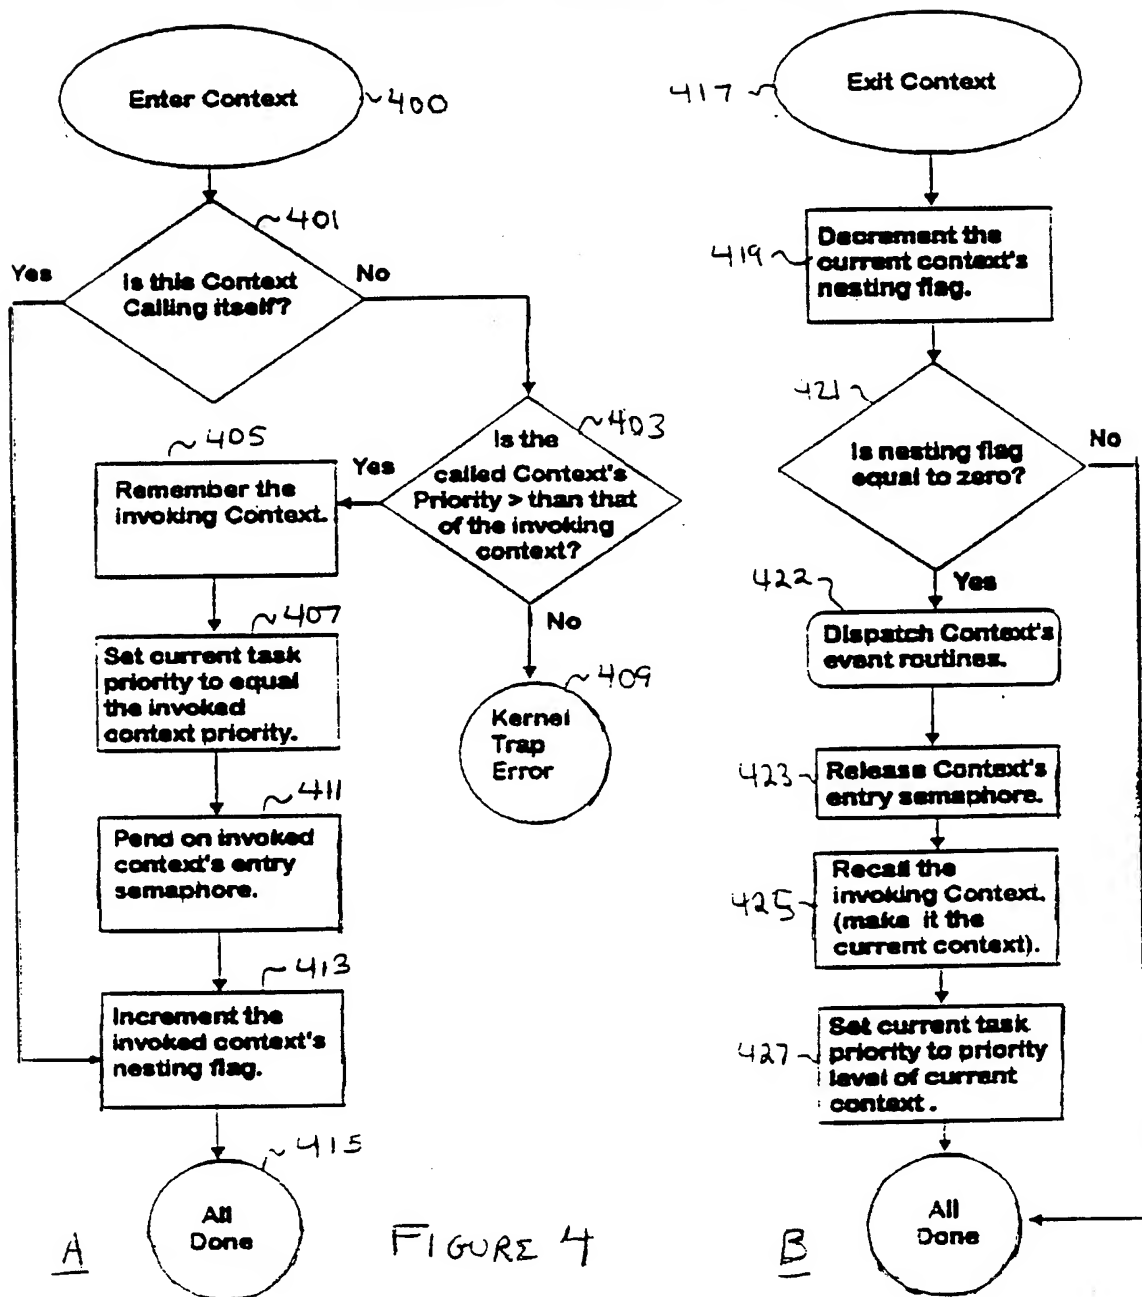 Enter Context
~400
~401
Is this Context
Calling itself?
Yes
No
~403
Is the
called Context's
Priority > than that
of the invoking
context?
Yes
No
~405
Remember the
invoking Context.
~407
Set current task
priority to equal
the invoked
context priority.
~409
Kernel
Trap
Error
~411
Pend on invoked
context's entry
semaphore.
~413
Increment the
invoked context's
nesting flag.
~415
All
Done
A
FIGURE 4
417
Exit Context
419
Decrement the
current context's
nesting flag.
421
Is nesting flag
equal to zero?
No
Yes
422
Dispatch Context's
event routines.
423
Release Context's
entry semaphore.
425
Recall the
invoking Context.
(make it the
current context).
427
Set current task
priority to priority
level of current
context.
All
Done
B